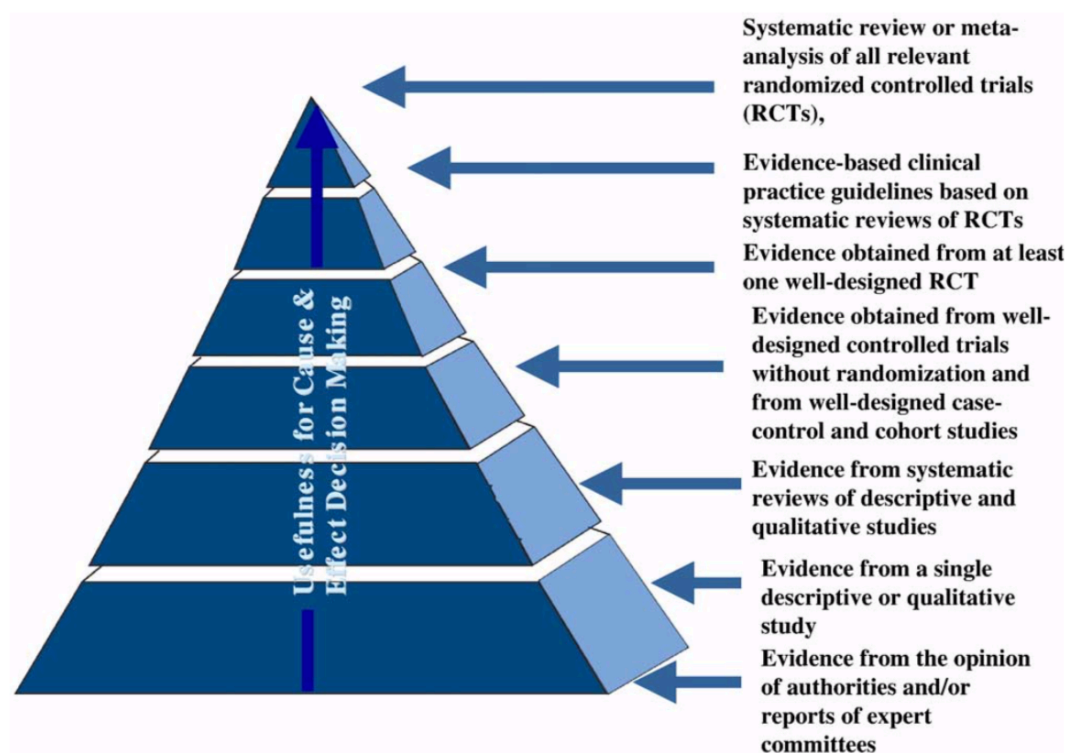 Systematic review or meta-
analysis of all relevant
randomized controlled trials
(RCTs),
Evidence-based clinical
practice guidelines based on
systematic reviews of RCTs
Evidence obtained from at least
one well-designed RCT
Evidence obtained from well-
designed controlled trials
without randomization and
from well-designed case-
control and cohort studies
Evidence from systematic
reviews of descriptive and
qualitative studies
Evidence from a single
descriptive or qualitative
study
Evidence from the opinion
of authorities and/or
reports of expert
committees
Usefulness for Cause &
Effect Decision Making